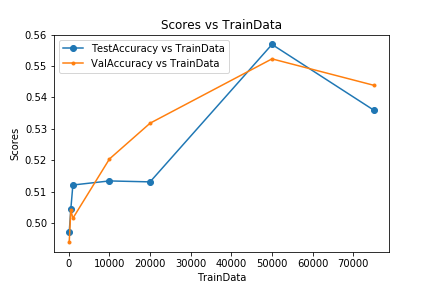 Scores vs TrainData
TestAccuracy vs TrainData
ValAccuracy vs TrainData
0.56
0.55
0.54
0.53
0.52
0.51
0.50
Scores
0 10000 20000 30000 40000 50000 60000 70000
TrainData